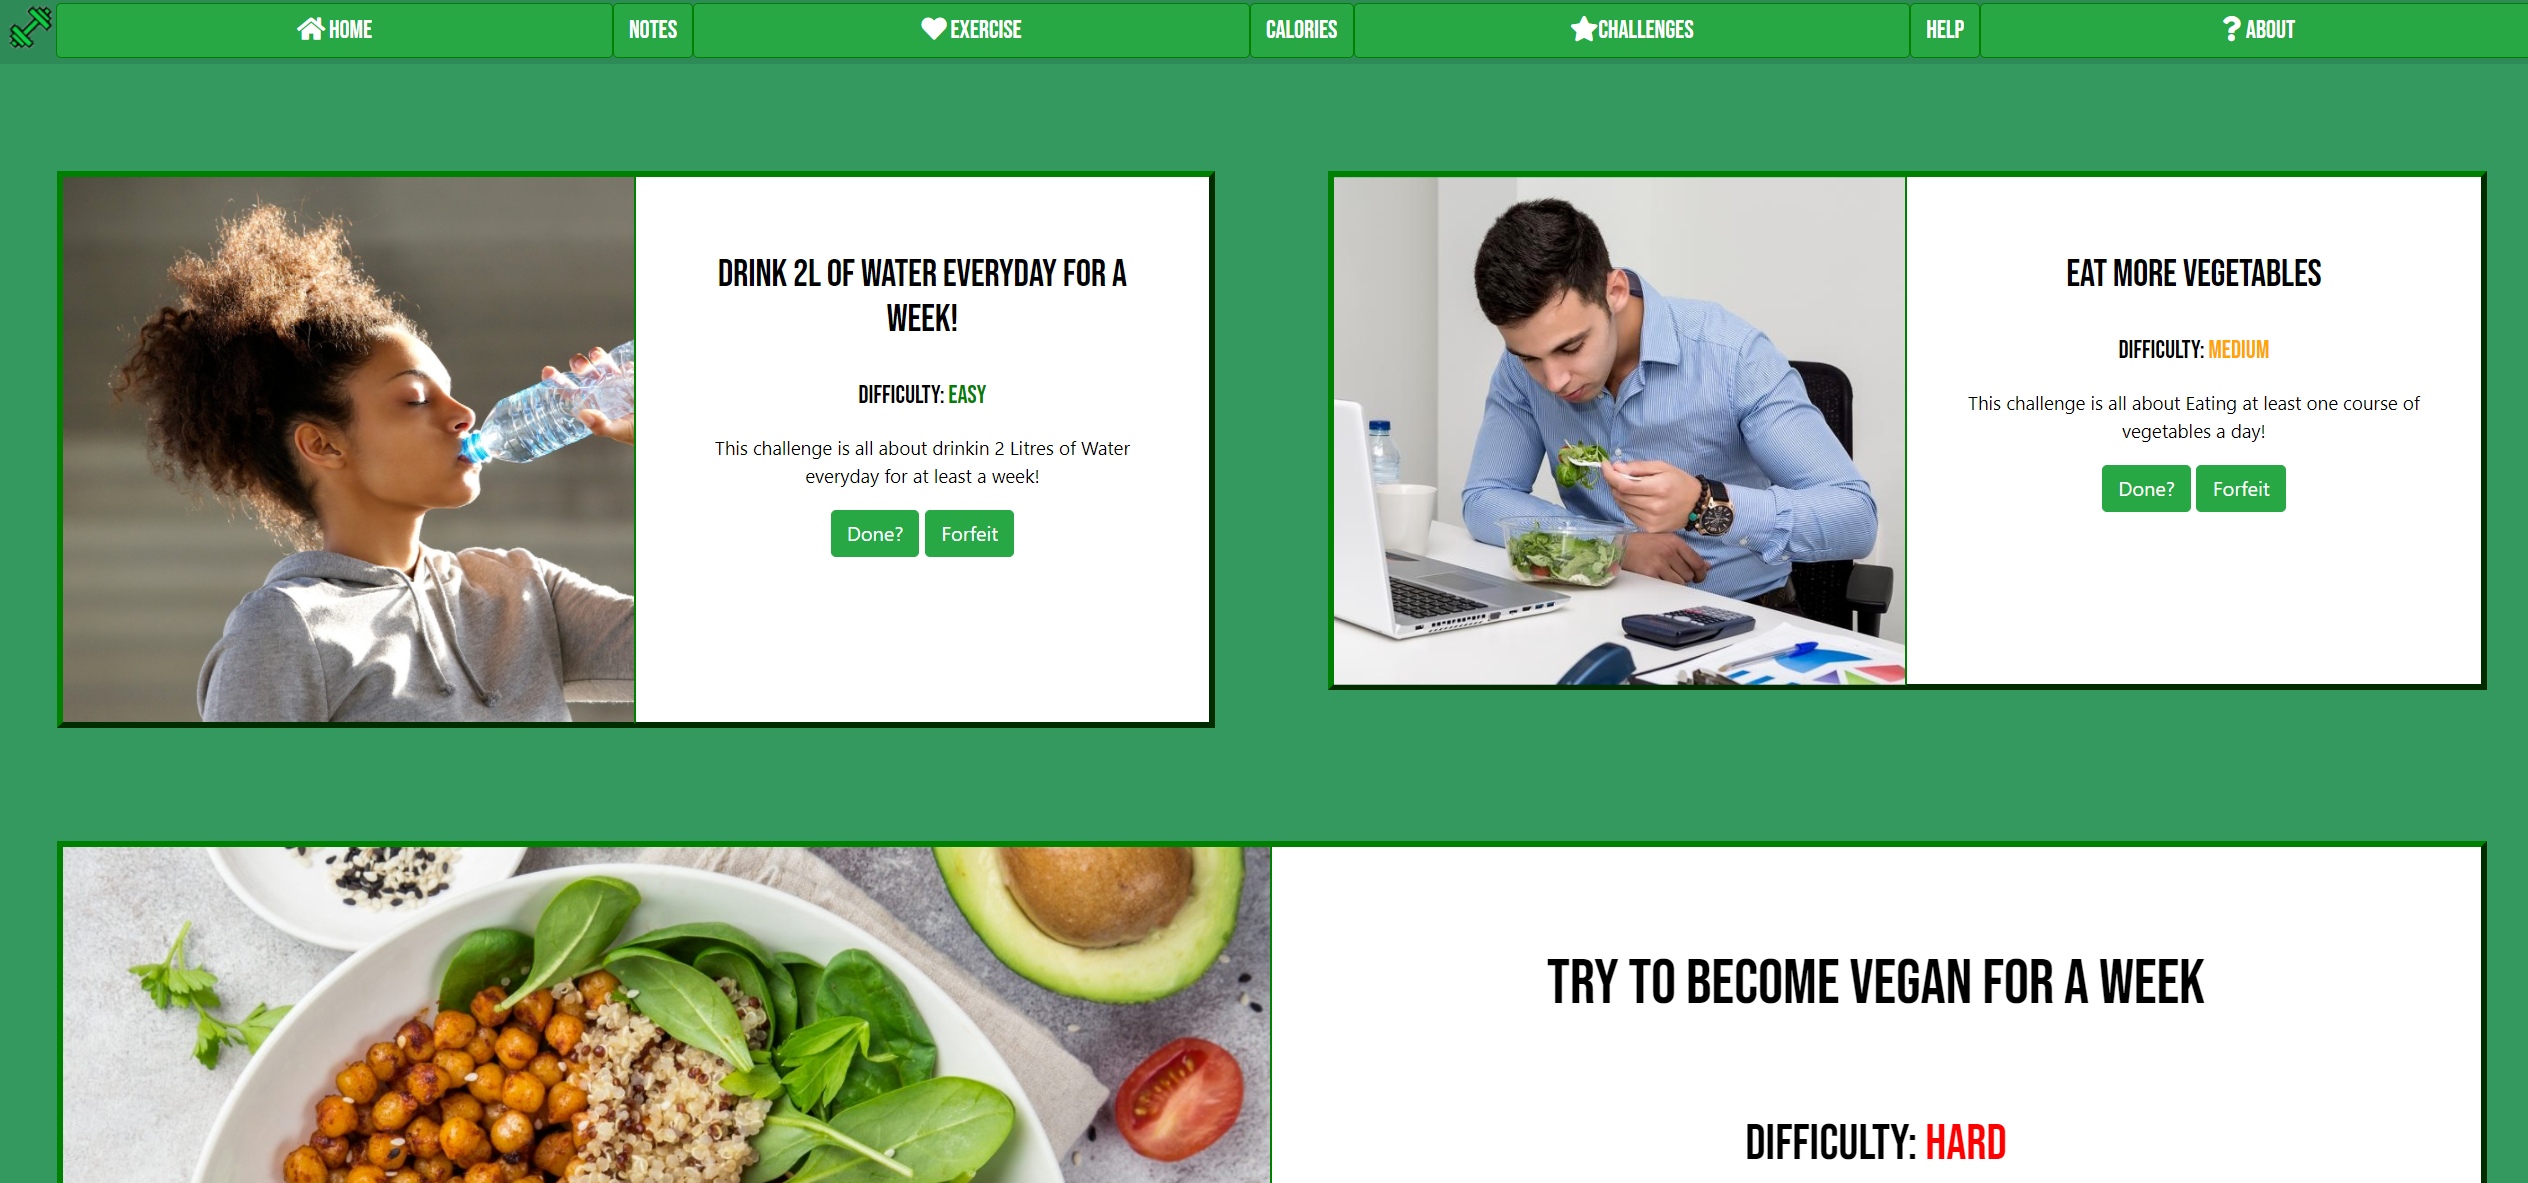 HOME NOTES EXERCISE CALORIES CHALLENGES HELP ABOUT
DRINK 2L OF WATER EVERYDAY FOR A
WEEK!
DIFFICULTY: EASY
This challenge is all about drinkin 2 Litres of Water
everyday for at least a week!
Done? Forfeit
EAT MORE VEGETABLES
DIFFICULTY: MEDIUM
This challenge is all about Eating at least one course of
vegetables a day!
Done? Forfeit
TRY TO BECOME VEGAN FOR A WEEK
DIFFICULTY: HARD